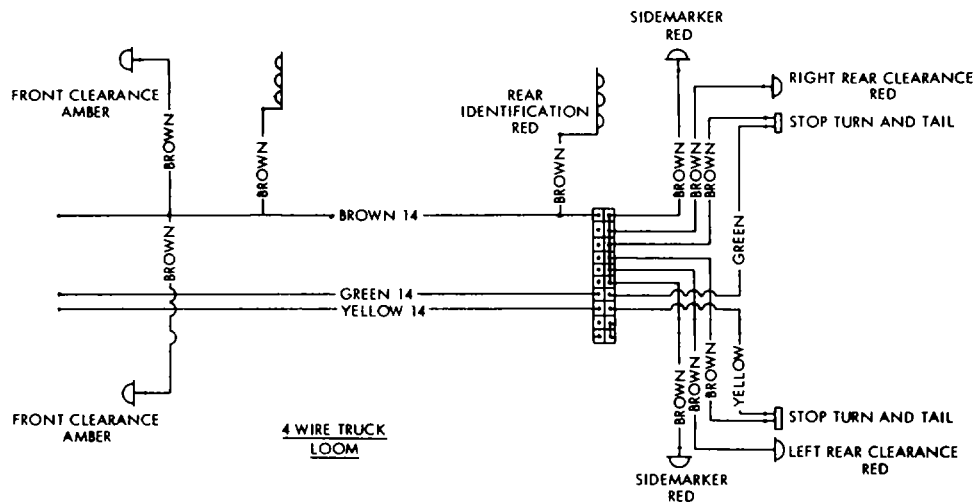 SIDEMARKER
RED
FRONT CLEARANCE
AMBER
BROWN
BROWN
REAR
IDENTIFICATION
RED
BROWN
BROWN
BROWN
BROWN
RIGHT REAR CLEARANCE
RED
STOP TURN AND TAIL
BROWN 14
BROWN
GREEN
GREEN 14
YELLOW 14
BROWN
BROWN
BROWN
YELLOW
FRONT CLEARANCE
AMBER
4 WIRE TRUCK
LOOM
STOP TURN AND TAIL
LEFT REAR CLEARANCE
RED
SIDEMARKER
RED